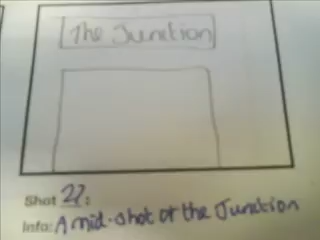 The Junction
Shot 22:
Info: A mid-shot of the Junction